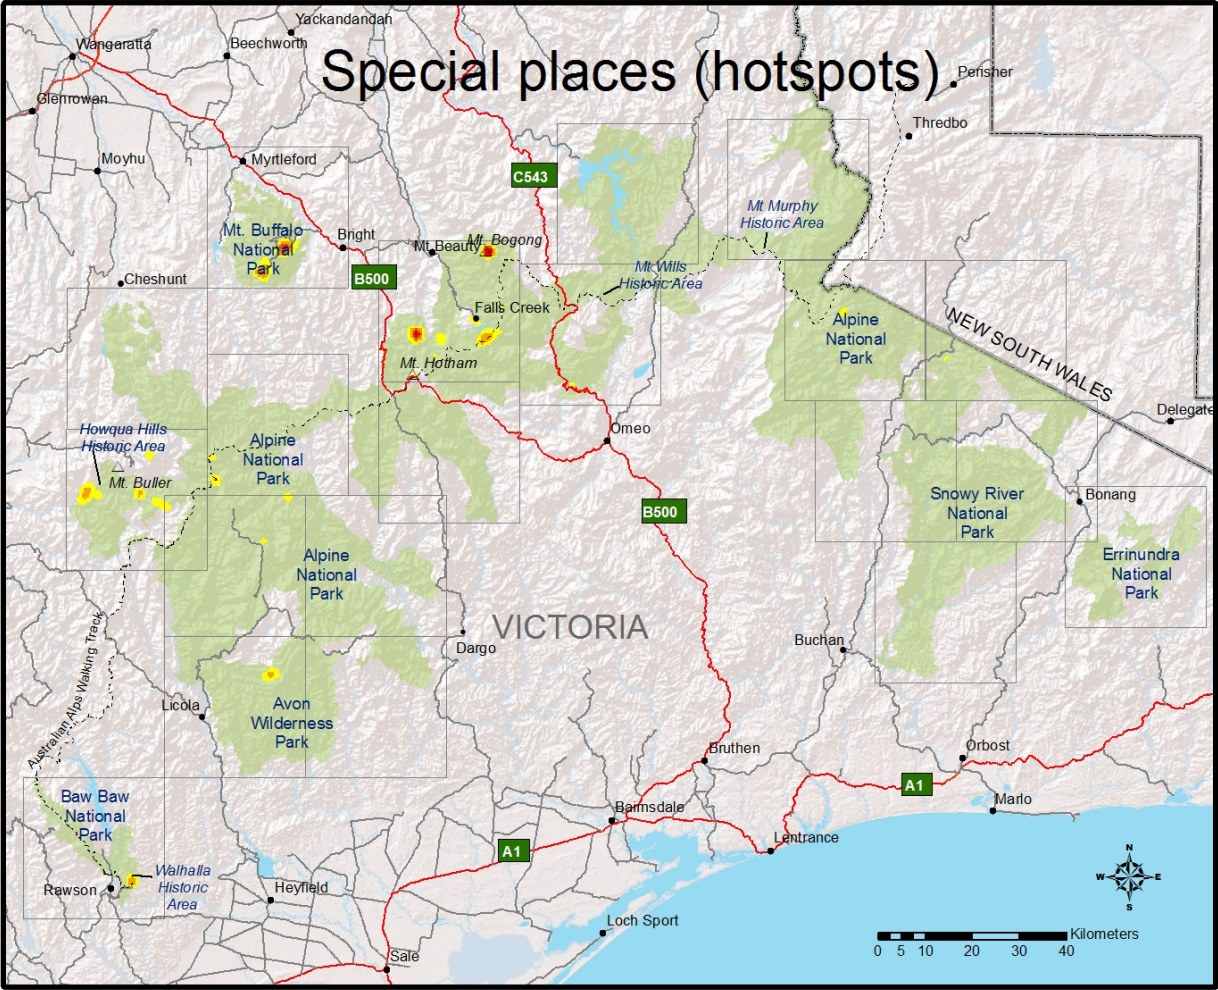 Yackandandah
Wangaratta
Beechworth
Special places (hotspots)
Perisher
Glenrowan
Thredbo
Moyhu
Myrtleford
C543
Mt Murphy
Historic Area
Mt. Buffalo
National
Park
Bright
Mt Beauty
Mt. Bogong
Cheshunt
B500
Mt Wills
Historic Area
Falls Creek
Alpine
National
Park
NEW SOUTH WALES
Mt. Hotham
Delegate
Howqua Hills
Historic Area
Omeo
Alpine
National
Park
Mt. Buller
B500
Snowy River
National
Park
Bonang
Errinundra
National
Park
Alpine
National
Park
VICTORIA
Dargo
Buchan
Australian Alps Walking Track
Licola
Avon
Wilderness
Park
Bruthen
Orbost
A1
Marlo
Baw Baw
National
Park
Bairnsdale
Lentrance
A1
N
W
E
S
Rawson
Walhalla
Historic
Area
Heyfield
Loch Sport
Kilometers
0 5 10 20 30 40
Sale